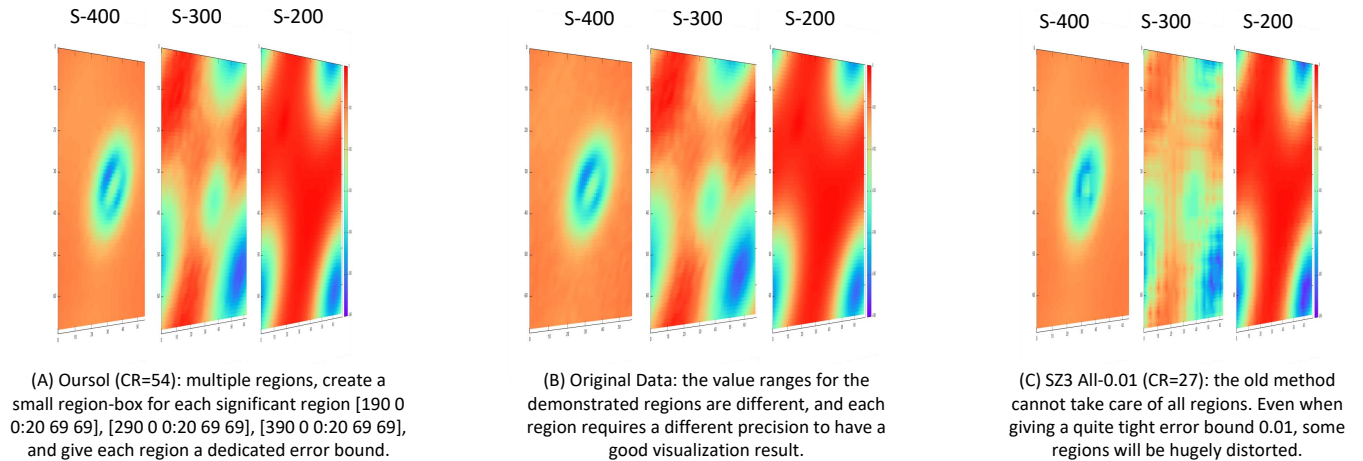 S-400 S-300 S-200
S-400 S-300 S-200
S-400 S-300 S-200
(A) Oursol (CR=54): multiple regions, create a
small region-box for each significant region [190 0
0:20 69 69], [290 0 0:20 69 69], [390 0 0:20 69 69],
and give each region a dedicated error bound.
(B) Original Data: the value ranges for the
demonstrated regions are different, and each
region requires a different precision to have a
good visualization result.
(C) SZ3 All-0.01 (CR=27): the old method
cannot take care of all regions. Even when
giving a quite tight error bound 0.01, some
regions will be hugely distorted.